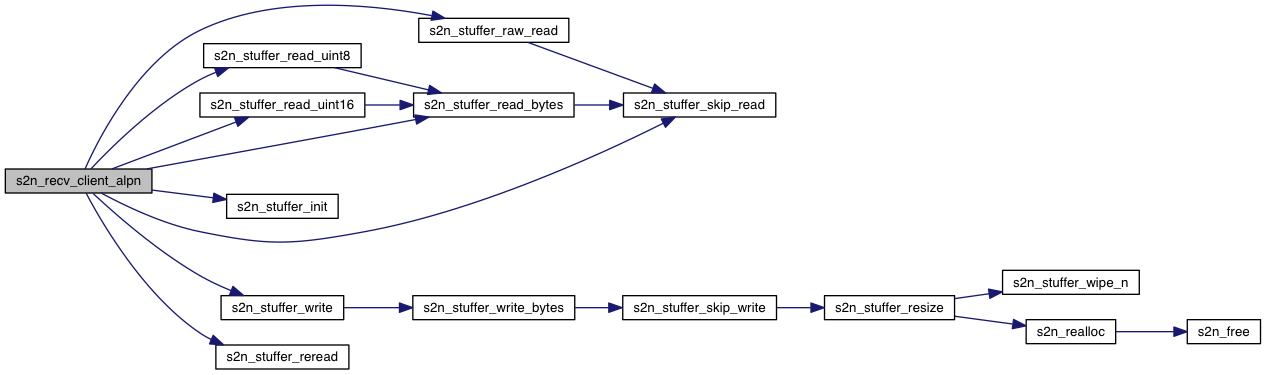 s2n_stuffer_raw_read
s2n_stuffer_read_uint8
s2n_stuffer_read_uint16
s2n_stuffer_read_bytes
s2n_stuffer_skip_read
s2n_recv_client_alpn
s2n_stuffer_init
s2n_stuffer_wipe_n
s2n_stuffer_write
s2n_stuffer_write_bytes
s2n_stuffer_skip_write
s2n_stuffer_resize
s2n_realloc
s2n_free
s2n_stuffer_reread